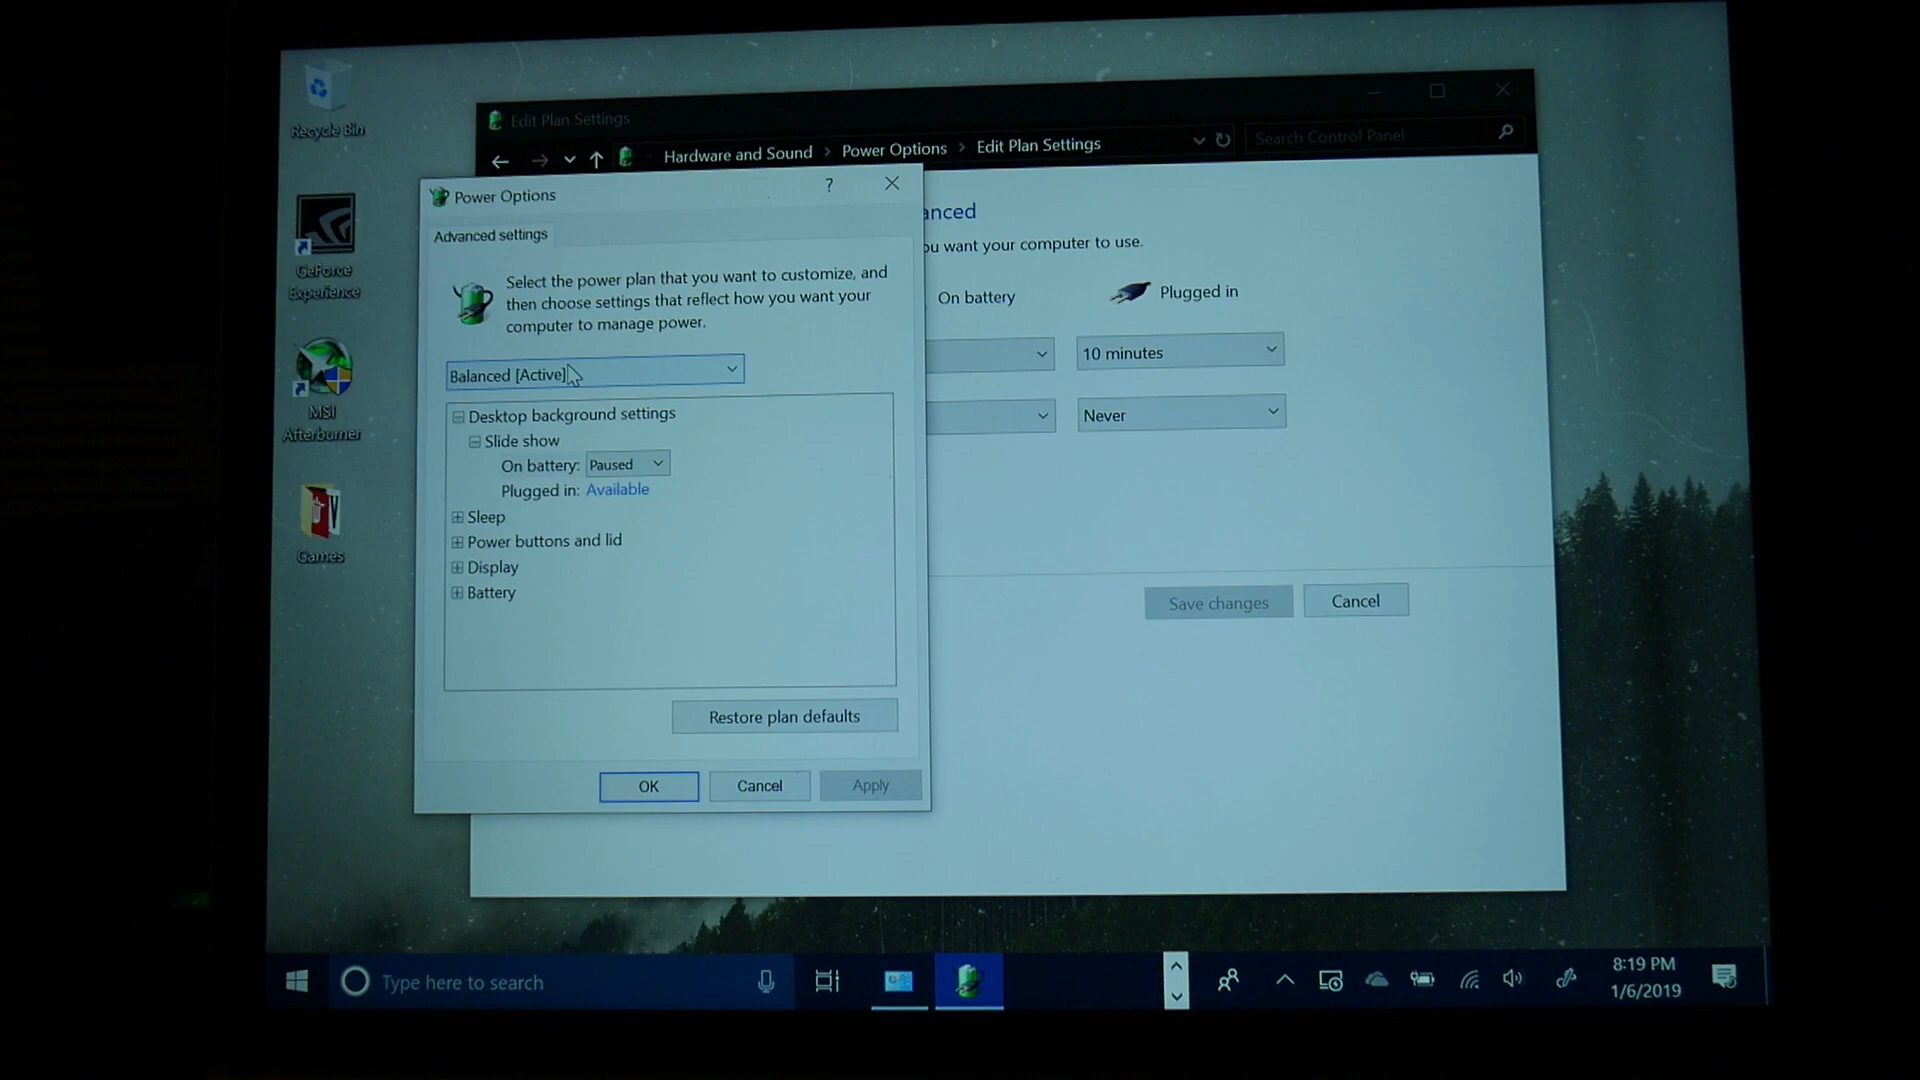 Recycle Bin
GeForce
Experience
MSI
Afterburner
Games
Edit Plan Settings
Hardware and Sound > Power Options > Edit Plan Settings
Search Control Panel
anced
ou want your computer to use.
On battery
Plugged in
10 minutes
Never
Save changes
Cancel
Power Options
?
Advanced settings
Select the power plan that you want to customize, and
then choose settings that reflect how you want your
computer to manage power.
Balanced [Active]
Desktop background settings
Slide show
On battery: Paused
Plugged in: Available
Sleep
Power buttons and lid
Display
Battery
Restore plan defaults
OK
Cancel
Apply
Type here to search
8:19 PM
1/6/2019